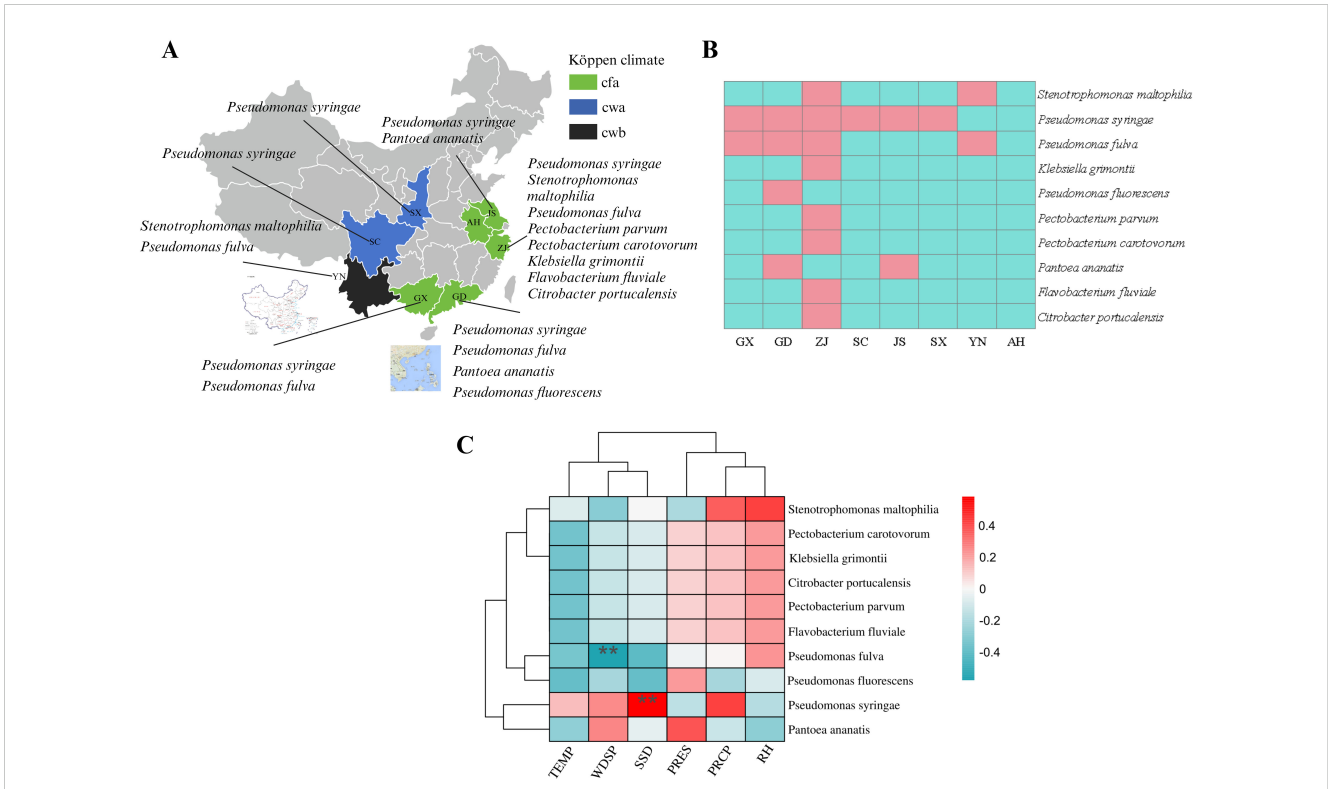 A
Köppen climate
cfa
cwa
cwb
Pseudomonas syringae
Pseudomonas syringae
Pantoea ananatis
Pseudomonas syringae
Pseudomonas syringae
Stenotrophomonas
maltophilia
Pseudomonas fulva
Pectobacterium parvum
Pectobacterium carotovorum
Klebsiella grimontii
Flavobacterium fluviale
Citrobacter portucalensis
Stenotrophomonas maltophilia
Pseudomonas fulva
SX
JS
AH
ZJ
SC
YN
GX
GD
Pseudomonas syringae
Pseudomonas fulva
Pseudomonas syringae
Pseudomonas fulva
Pantoea ananatis
Pseudomonas fluorescens
B
Stenotrophomonas maltophilia
Pseudomonas syringae
Pseudomonas fulva
Klebsiella grimontii
Pseudomonas fluorescens
Pectobacterium parvum
Pectobacterium carotovorum
Pantoea ananatis
Flavobacterium fluviale
Citrobacter portucalensis
GX GD ZJ SC JS SX YN AH
C
Stenotrophomonas maltophilia
Pectobacterium carotovorum
Klebsiella grimontii
Citrobacter portucalensis
Pectobacterium parvum
Flavobacterium fluviale
** Pseudomonas fulva
Pseudomonas fluorescens
** Pseudomonas syringae
Pantoea ananatis
TEMP WDSP SSD PRES PRCP RH
0.4
0.2
0
-0.2
-0.4